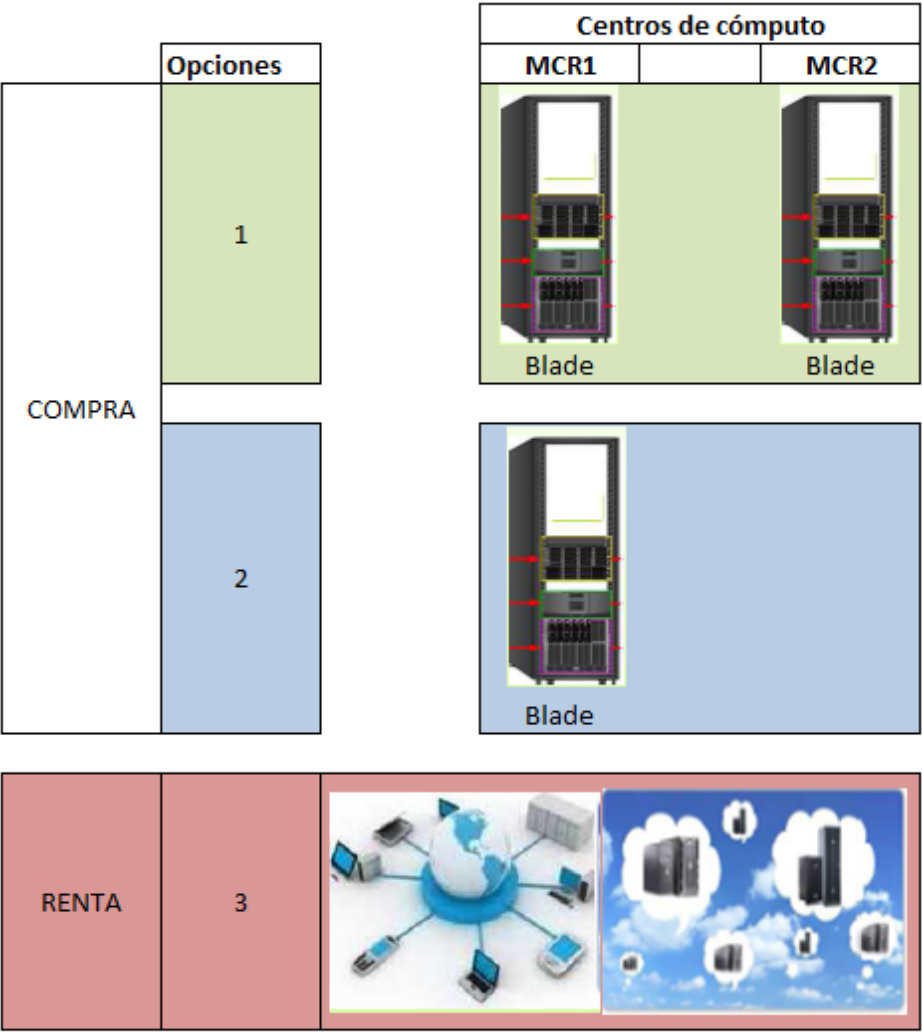 Centros de cómputo
Opciones
MCR1
MCR2
1
Blade
Blade
COMPRA
2
Blade
RENTA
3